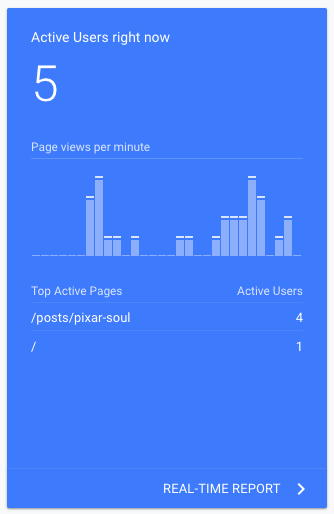 Active Users right now
5
Page views per minute
Top Active Pages Active Users
/posts/pixar-soul 4
/ 1
REAL-TIME REPORT